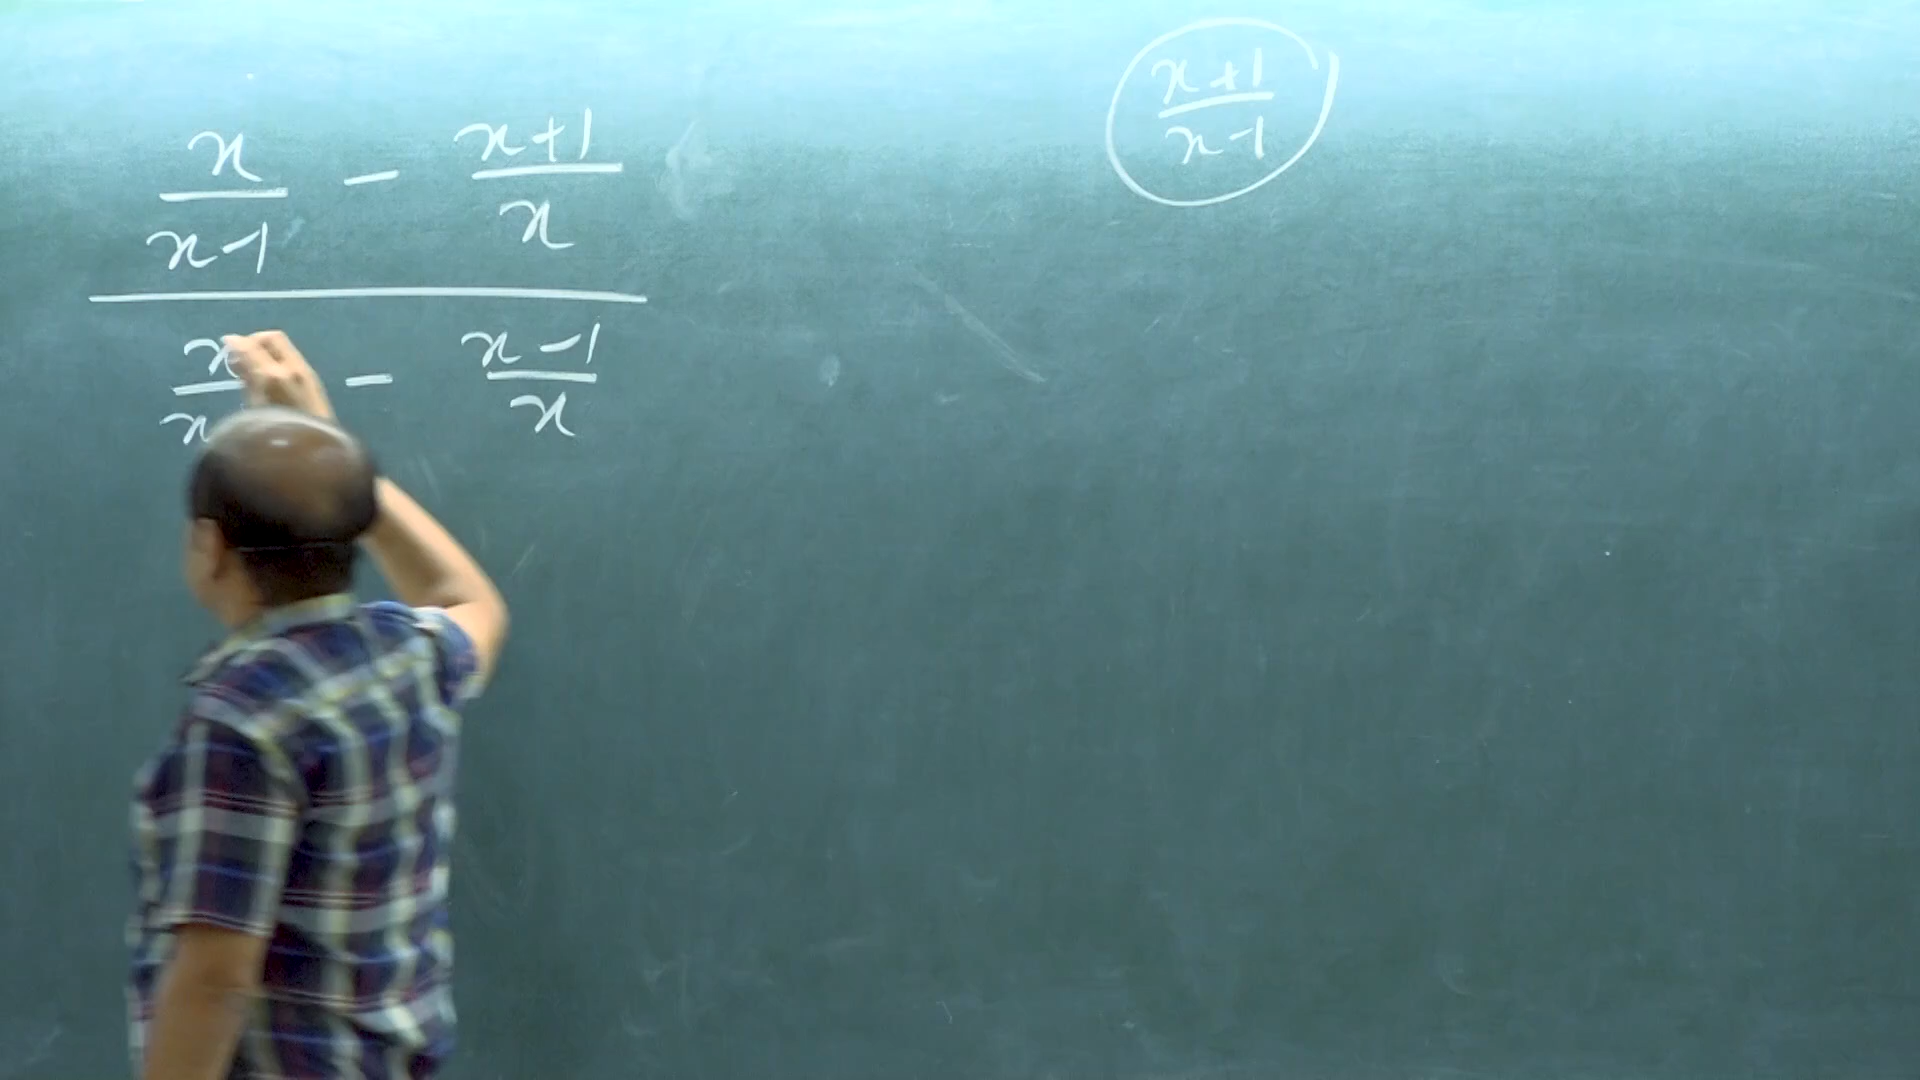 x/(x-1) - (x+1)/x
x/x - (x-1)/x
(x+1)/(x-1)